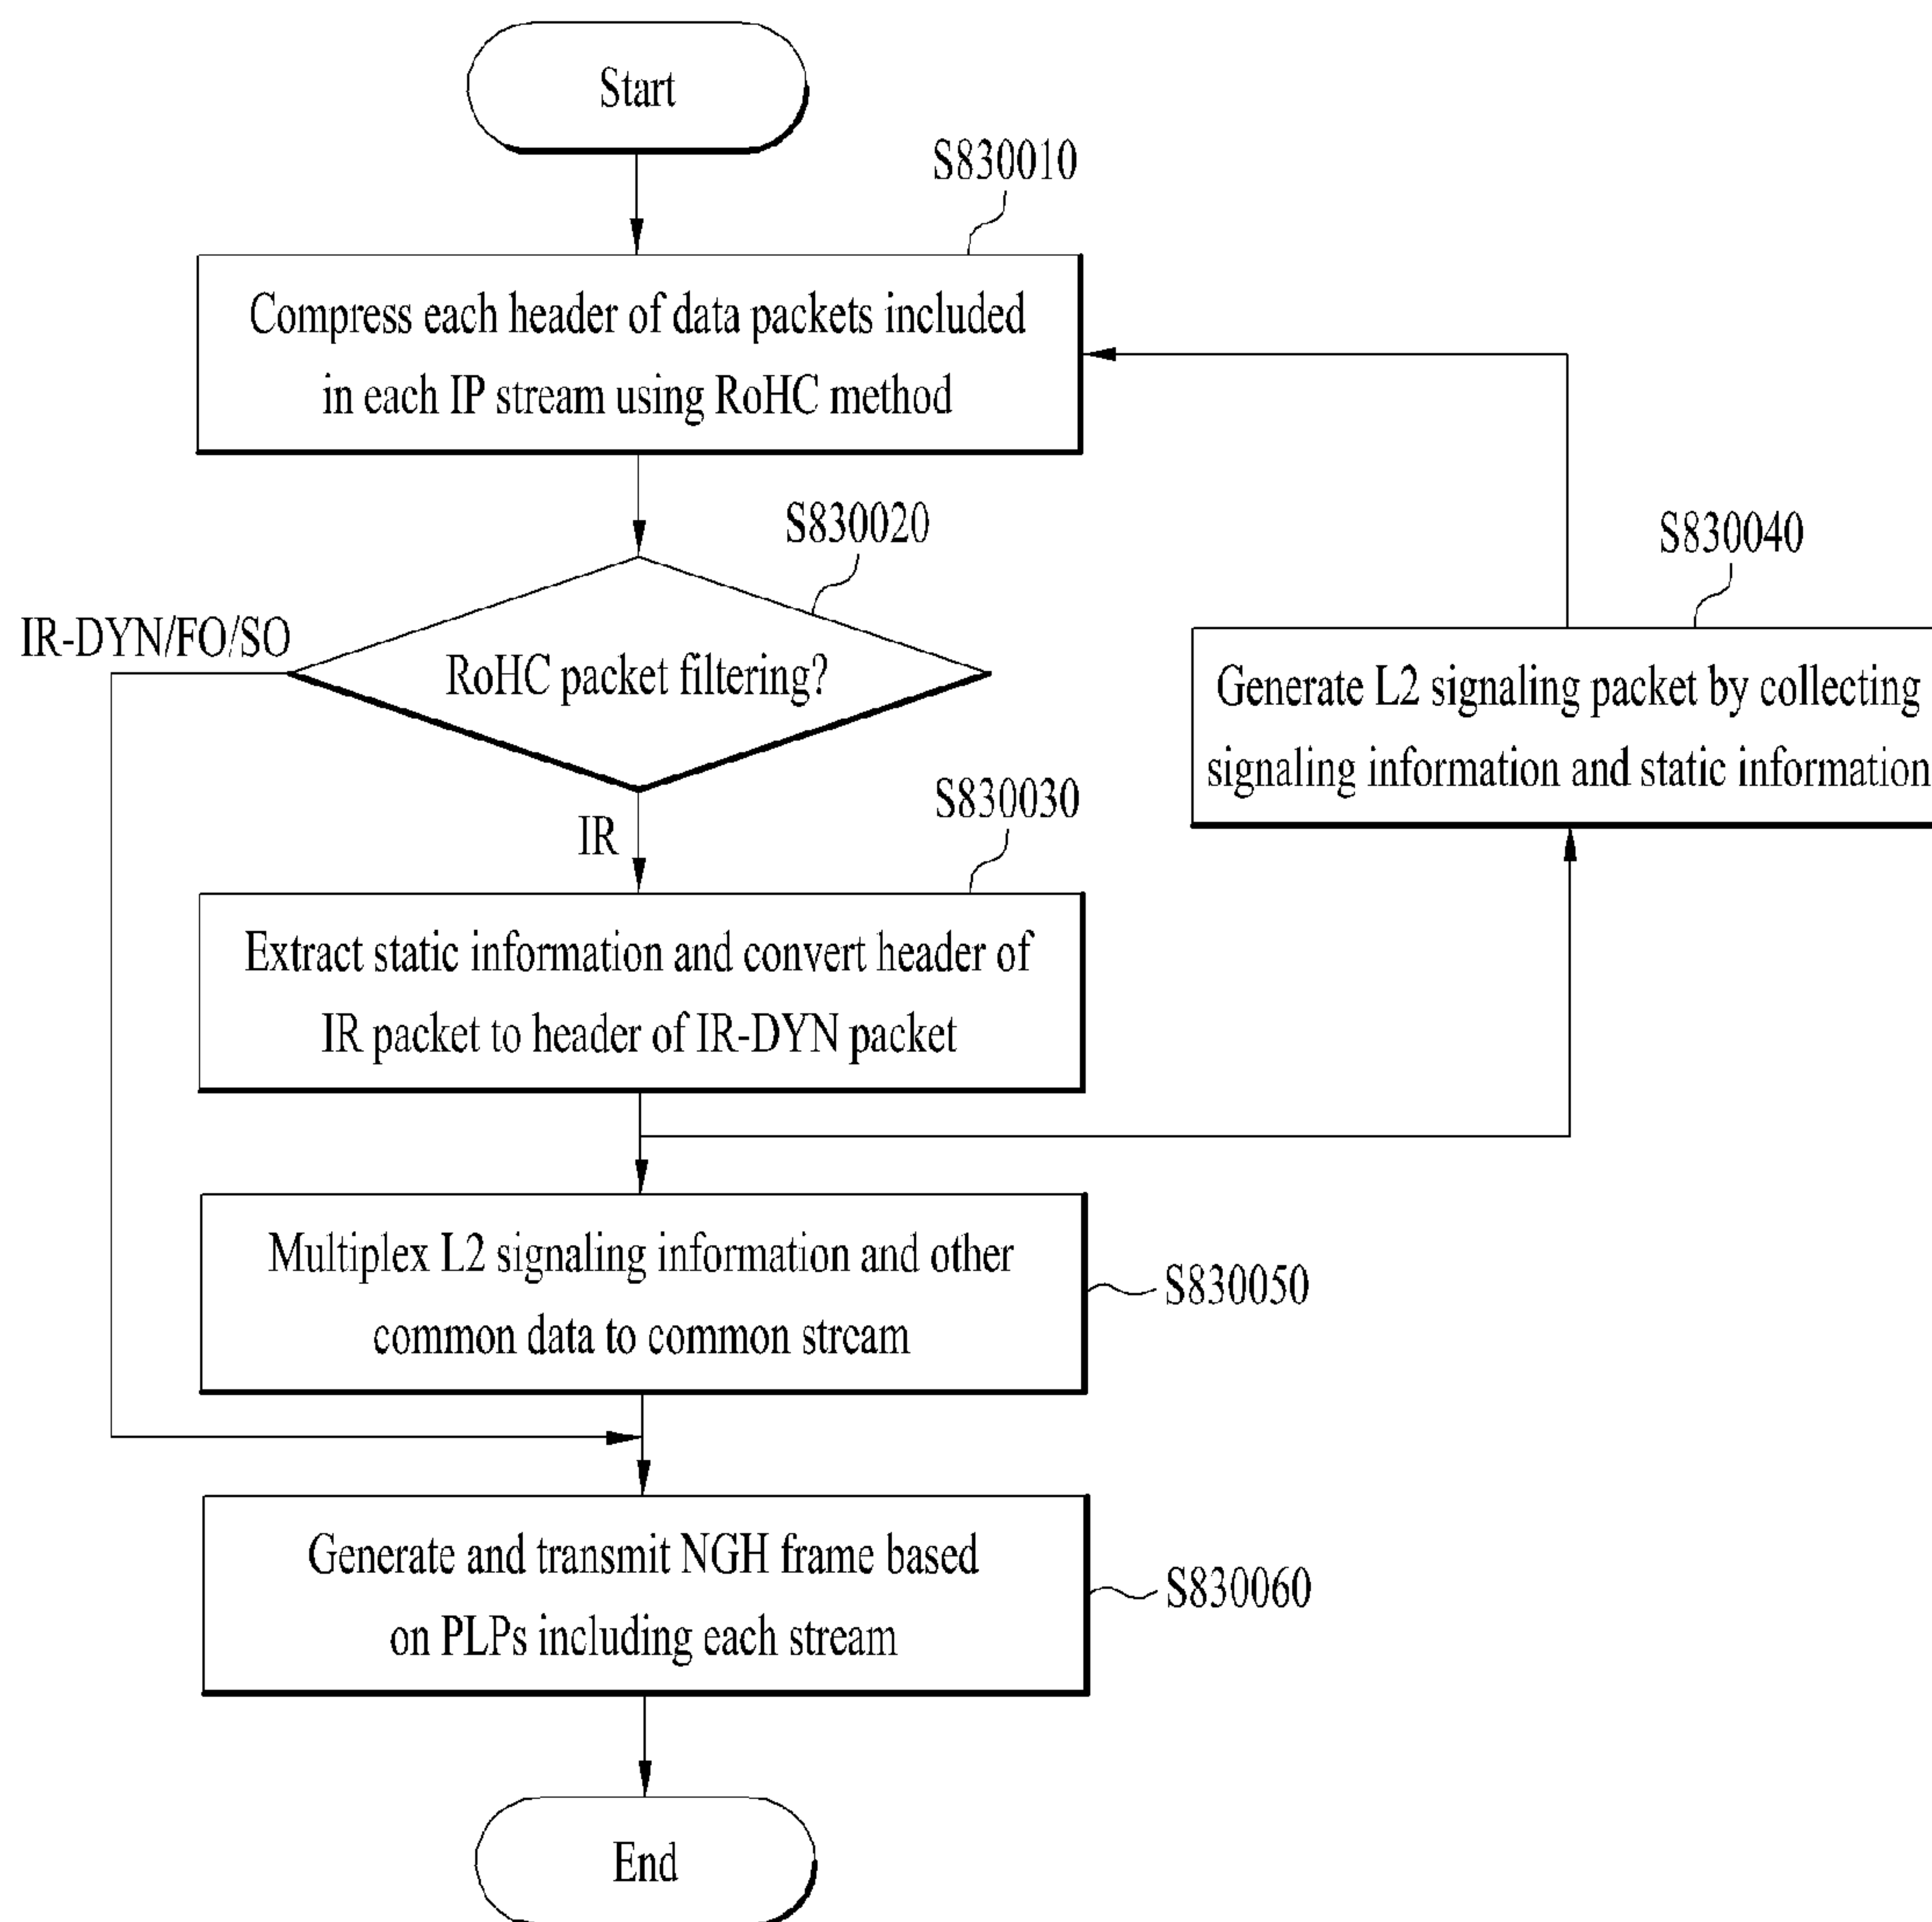 Start
S830010
Compress each header of data packets included
in each IP stream using RoHC method
S830020
IR-DYN/FO/SO
RoHC packet filtering?
S830040
Generate L2 signaling packet by collecting
signaling information and static information
IR
S830030
Extract static information and convert header of
IR packet to header of IR-DYN packet
Multiplex L2 signaling information and other
common data to common stream
S830050
Generate and transmit NGH frame based
on PLPs including each stream
S830060
End